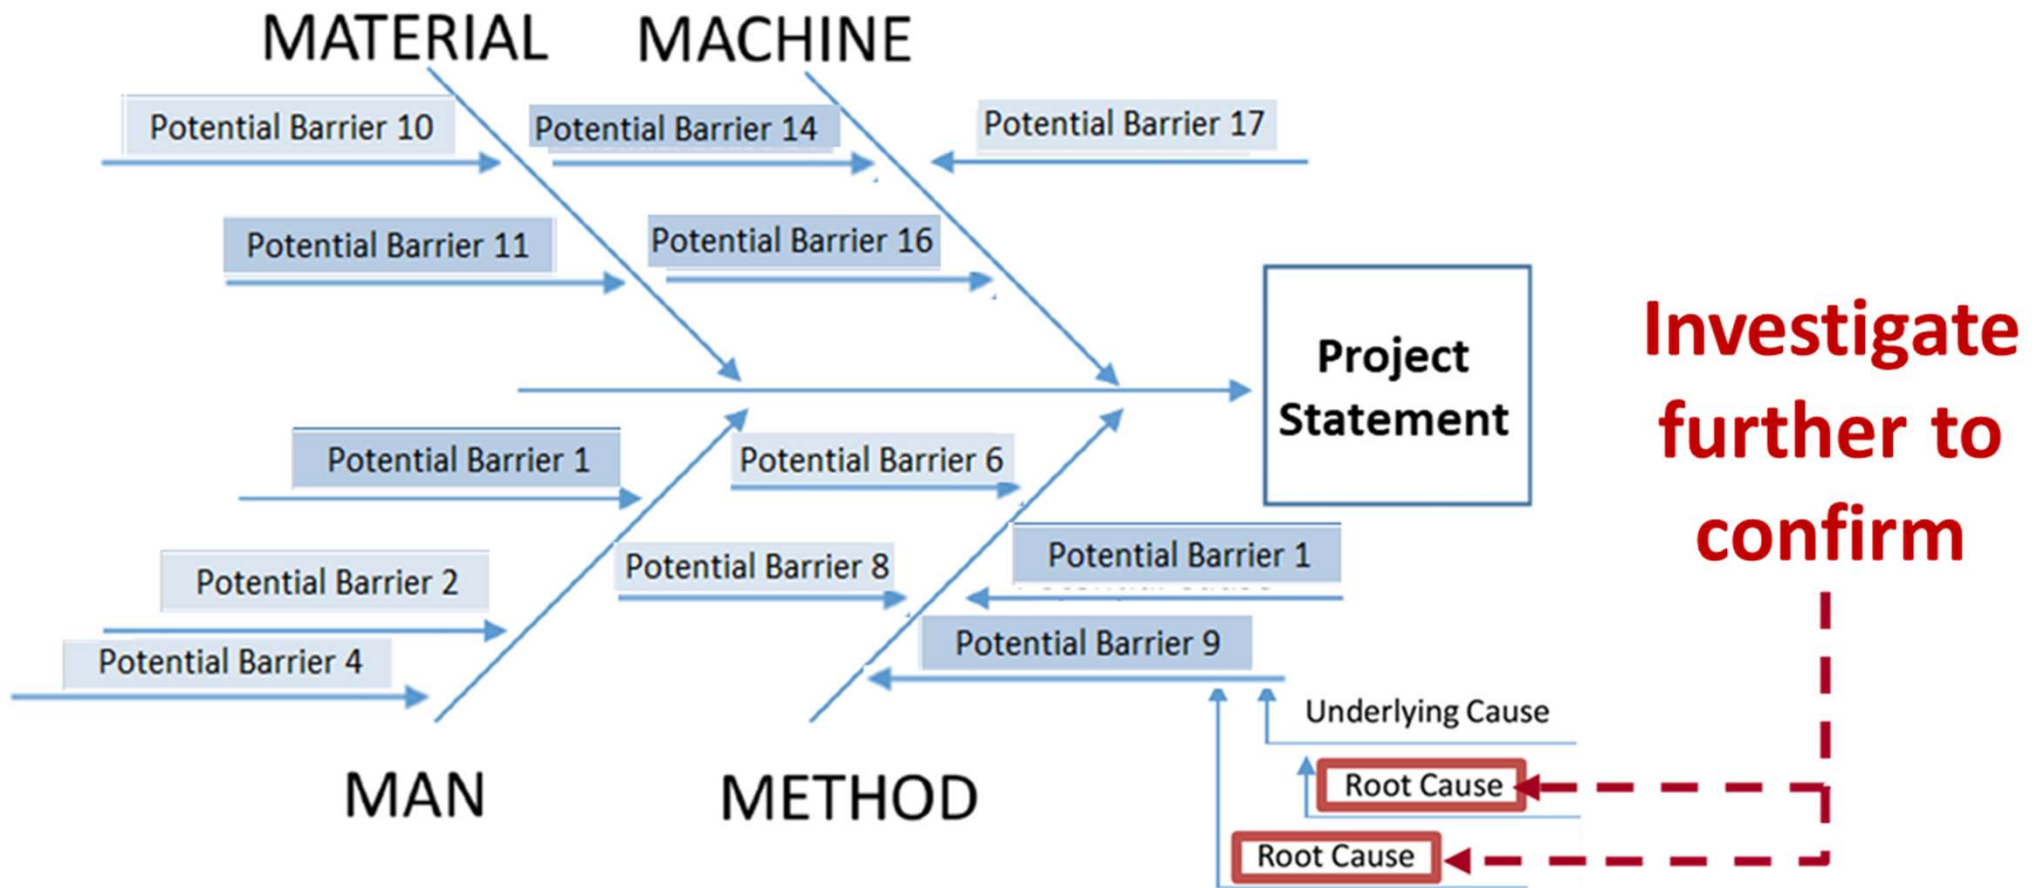 MATERIAL
MACHINE
Potential Barrier 10
Potential Barrier 14
Potential Barrier 17
Potential Barrier 11
Potential Barrier 16
Project
Statement
Investigate
further to
confirm
Potential Barrier 1
Potential Barrier 6
Potential Barrier 2
Potential Barrier 8
Potential Barrier 1
Potential Barrier 4
Potential Barrier 9
Underlying Cause
Root Cause
Root Cause
MAN
METHOD